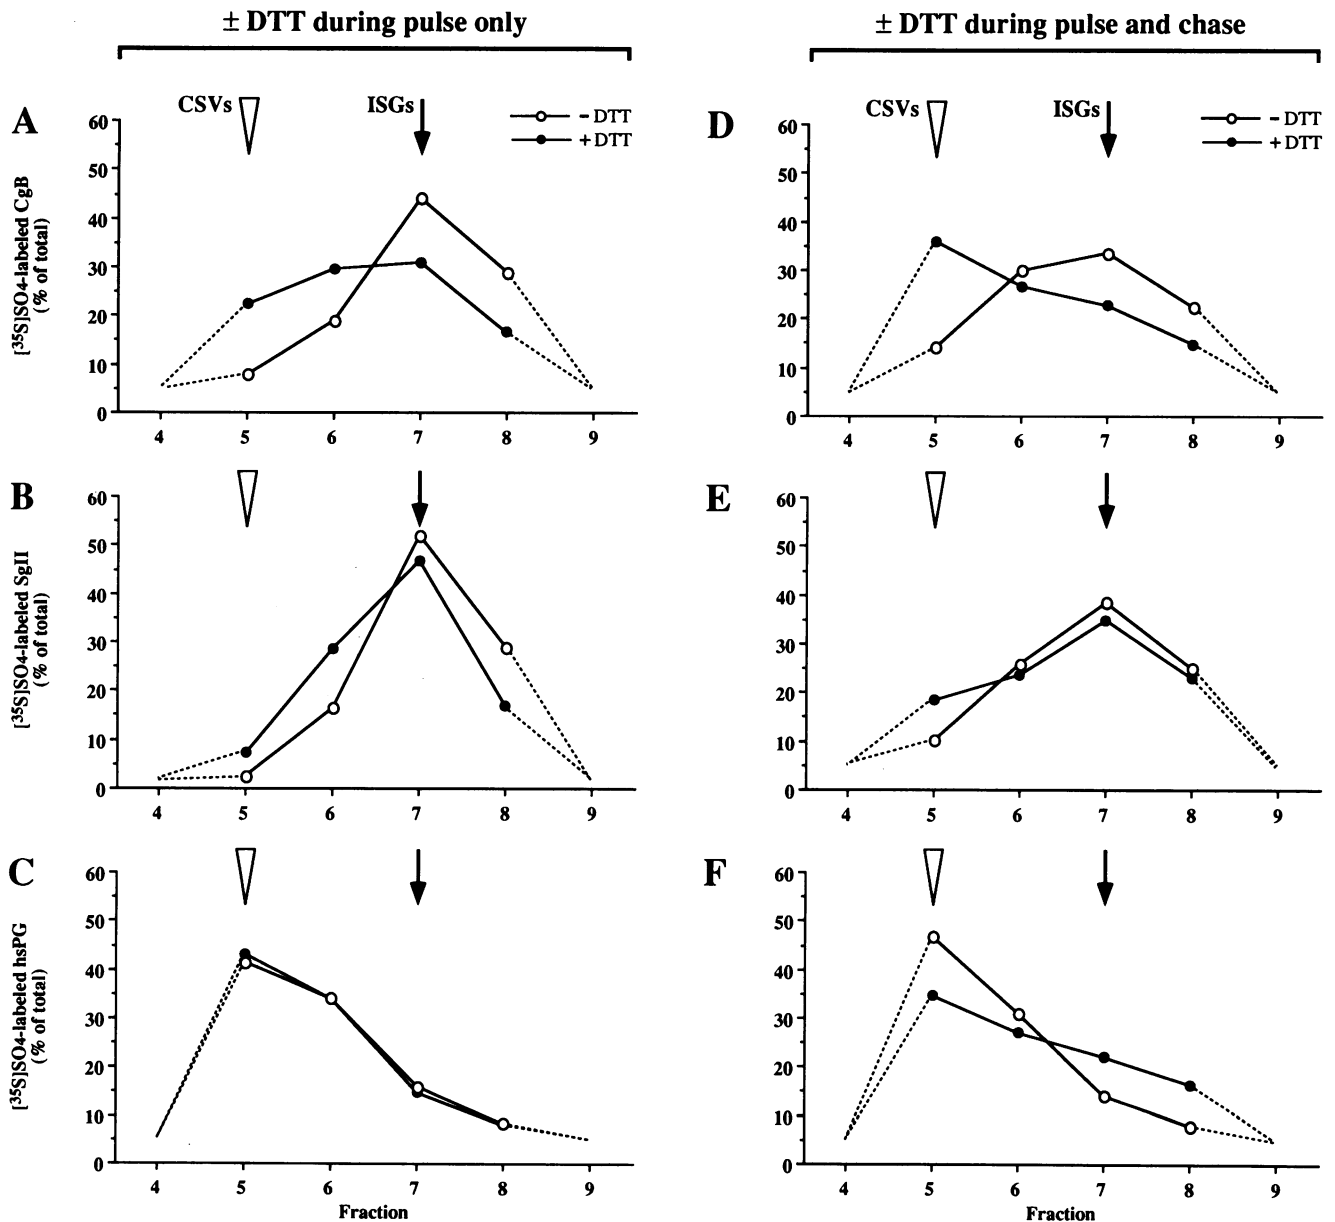 ± DTT during pulse only
± DTT during pulse and chase
A
CSVs
ISGs
- DTT
+ DTT
[³⁵S]SO4-labeled CgB
(% of total)
60
50
40
30
20
10
0
4 5 6 7 8 9
D
CSVs
ISGs
- DTT
+ DTT
60
50
40
30
20
10
0
4 5 6 7 8 9
B
[³⁵S]SO4-labeled SgII
(% of total)
60
50
40
30
20
10
0
4 5 6 7 8 9
E
60
50
40
30
20
10
0
4 5 6 7 8 9
C
[³⁵S]SO4-labeled hsPG
(% of total)
60
50
40
30
20
10
0
4 5 6 7 8 9
Fraction
F
60
50
40
30
20
10
0
4 5 6 7 8 9
Fraction